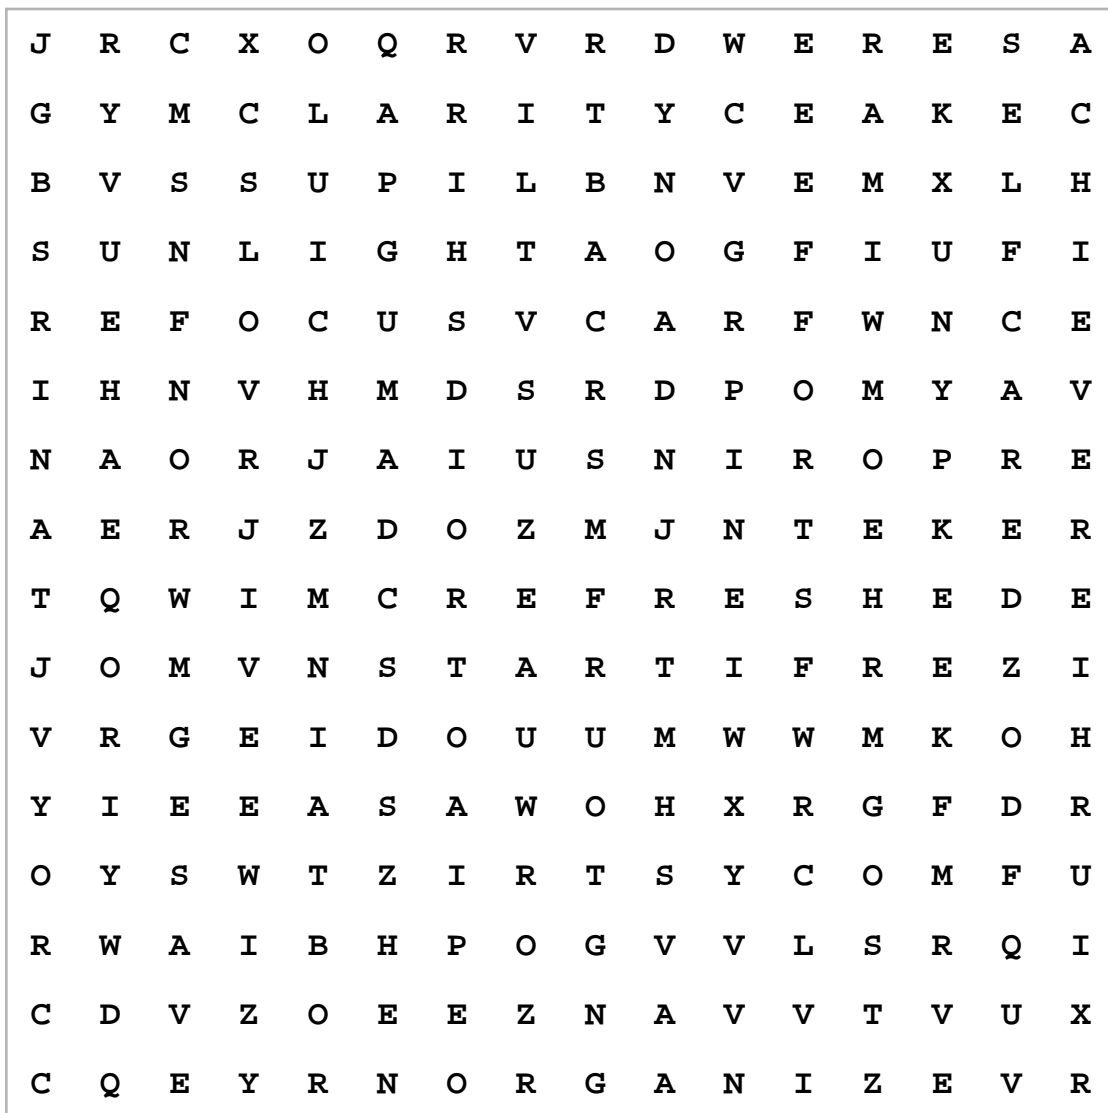 J R C X O Q R V R D W E R E S A
G Y M C L A R I T Y C E A K E C
B V S S U P I L B N V E M X L H
S U N L I G H T A O G F I U F I
R E F O C U S V C A R F W N C E
I H N V H M D S R D P O M Y A V
N A O R J A I U S N I R O P R E
A E R J Z D O Z M J N T E K E R
T Q W I M C R E F R E S H E D E
J O M V N S T A R T I F R E Z I
V R G E I D O U U M W W M K O H
Y I E E A S A W O H X R G F D R
O Y S W T Z I R T S Y C O M F U
R W A I B H P O G V V L S R Q I
C D V Z O E E Z N A V V T V U X
C Q E Y R N O R G A N I Z E V R